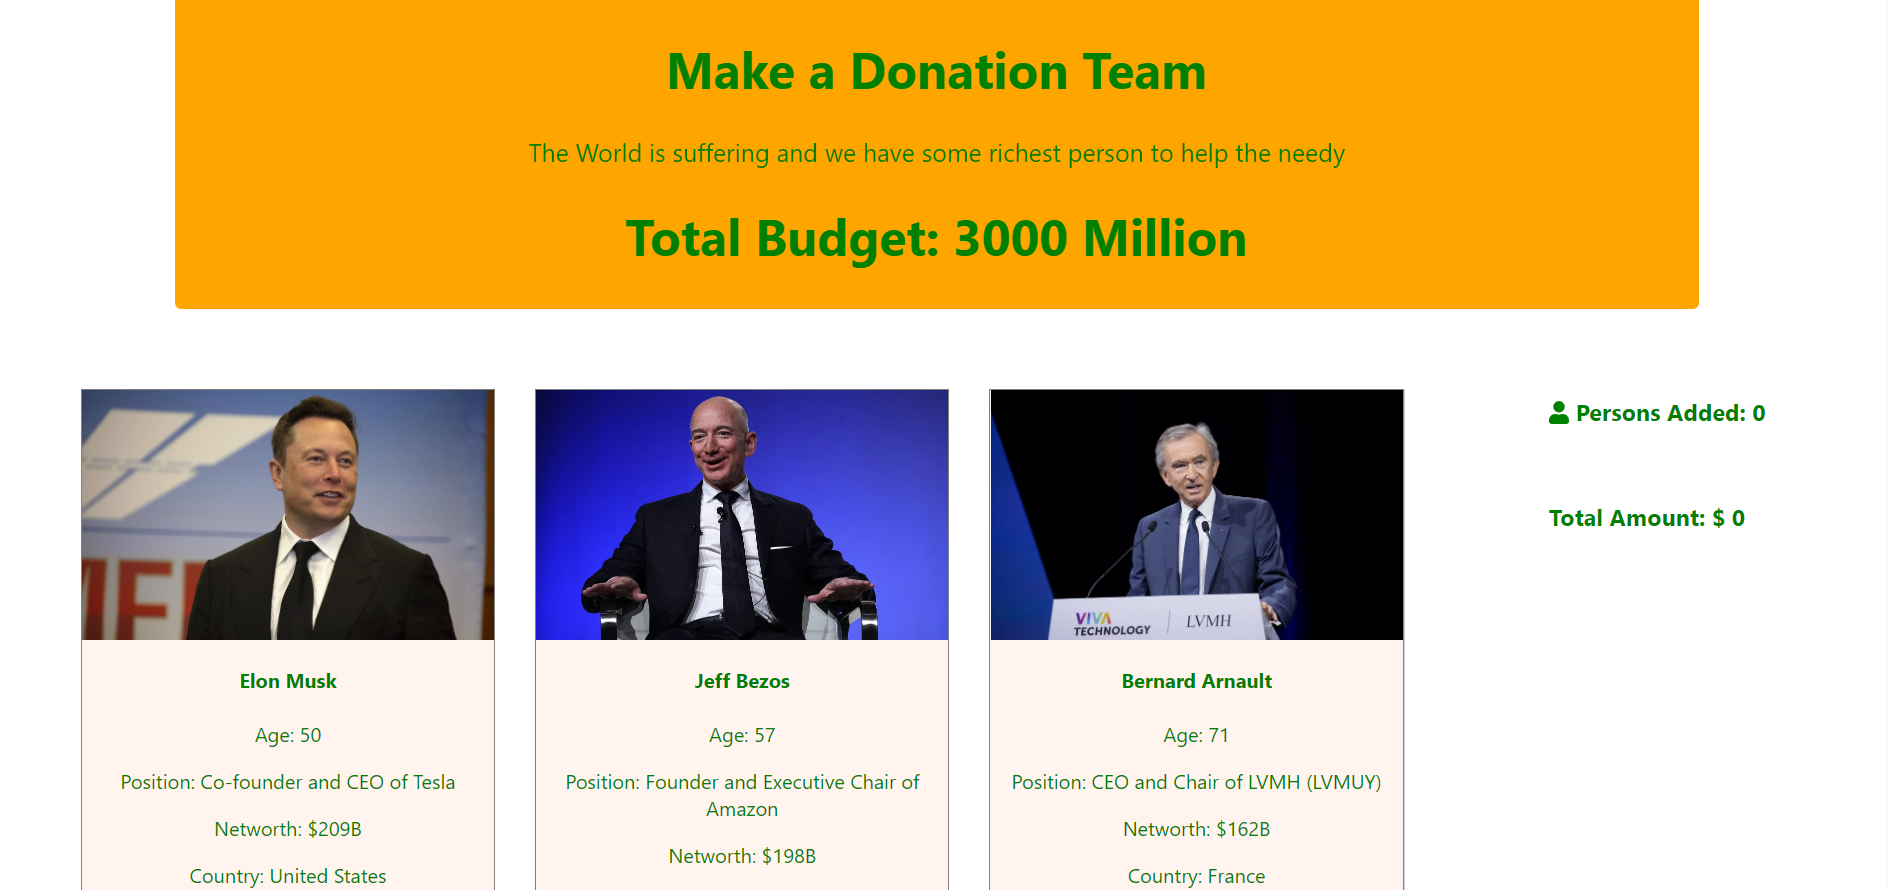 Make a Donation Team
The World is suffering and we have some richest person to help the needy
Total Budget: 3000 Million
VIVA
TECHNOLOGY
LVMH
Elon Musk
Age: 50
Position: Co-founder and CEO of Tesla
Networth: $209B
Country: United States
Jeff Bezos
Age: 57
Position: Founder and Executive Chair of
Amazon
Networth: $198B
Bernard Arnault
Age: 71
Position: CEO and Chair of LVMH (LVMUY)
Networth: $162B
Country: France
Persons Added: 0
Total Amount: $ 0